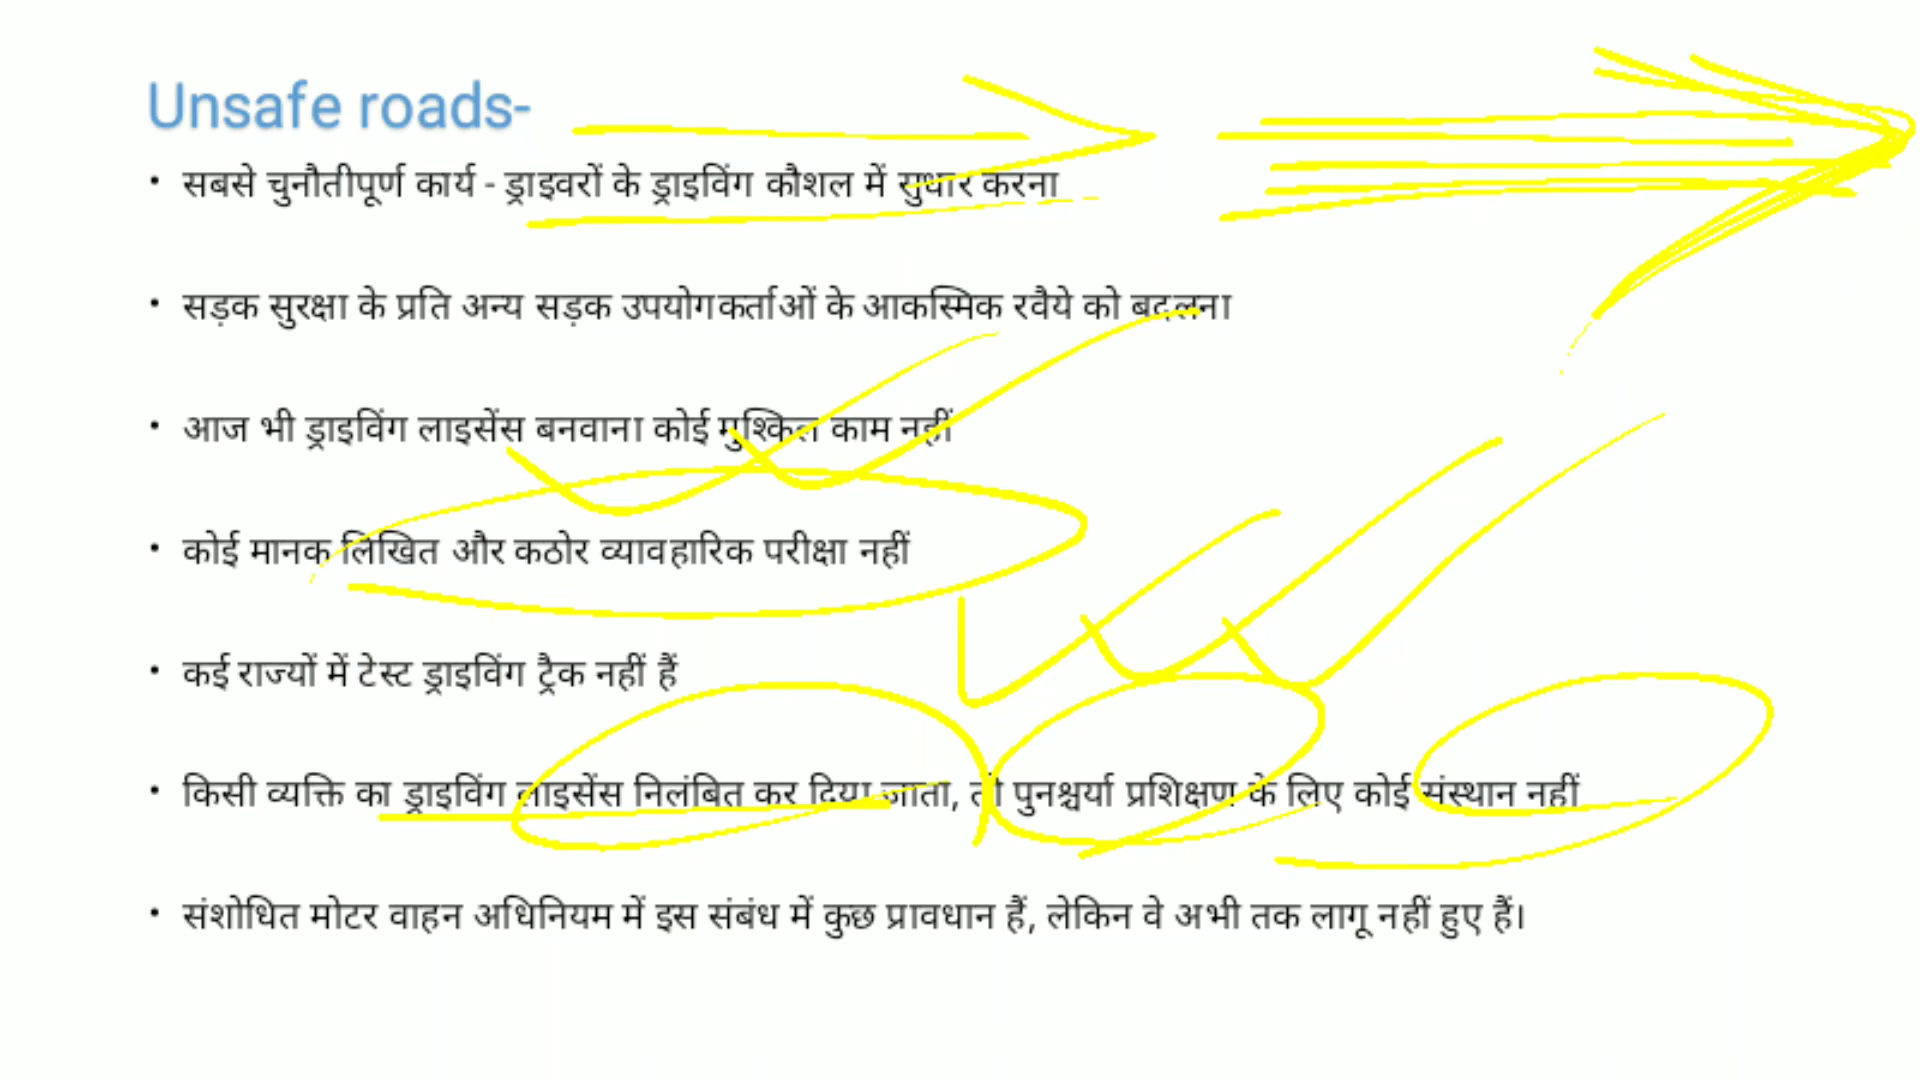 Unsafe roads-
• सबसे चुनौतीपूर्ण कार्य - ड्राइवरों के ड्राइविंग कौशल में सुधार करना
• सड़क सुरक्षा के प्रति अन्य सड़क उपयोगकर्ताओं के आकस्मिक रवैये को बदलना
• आज भी ड्राइविंग लाइसेंस बनवाना कोई मुश्किल काम नहीं
• कोई मानक लिखित और कठोर व्यावहारिक परीक्षा नहीं
• कई राज्यों में टेस्ट ड्राइविंग ट्रैक नहीं हैं
• किसी व्यक्ति का ड्राइविंग लाइसेंस निलंबित कर दिया जाता, तो पुनश्चर्या प्रशिक्षण के लिए कोई संस्थान नहीं
• संशोधित मोटर वाहन अधिनियम में इस संबंध में कुछ प्रावधान हैं, लेकिन वे अभी तक लागू नहीं हुए हैं।